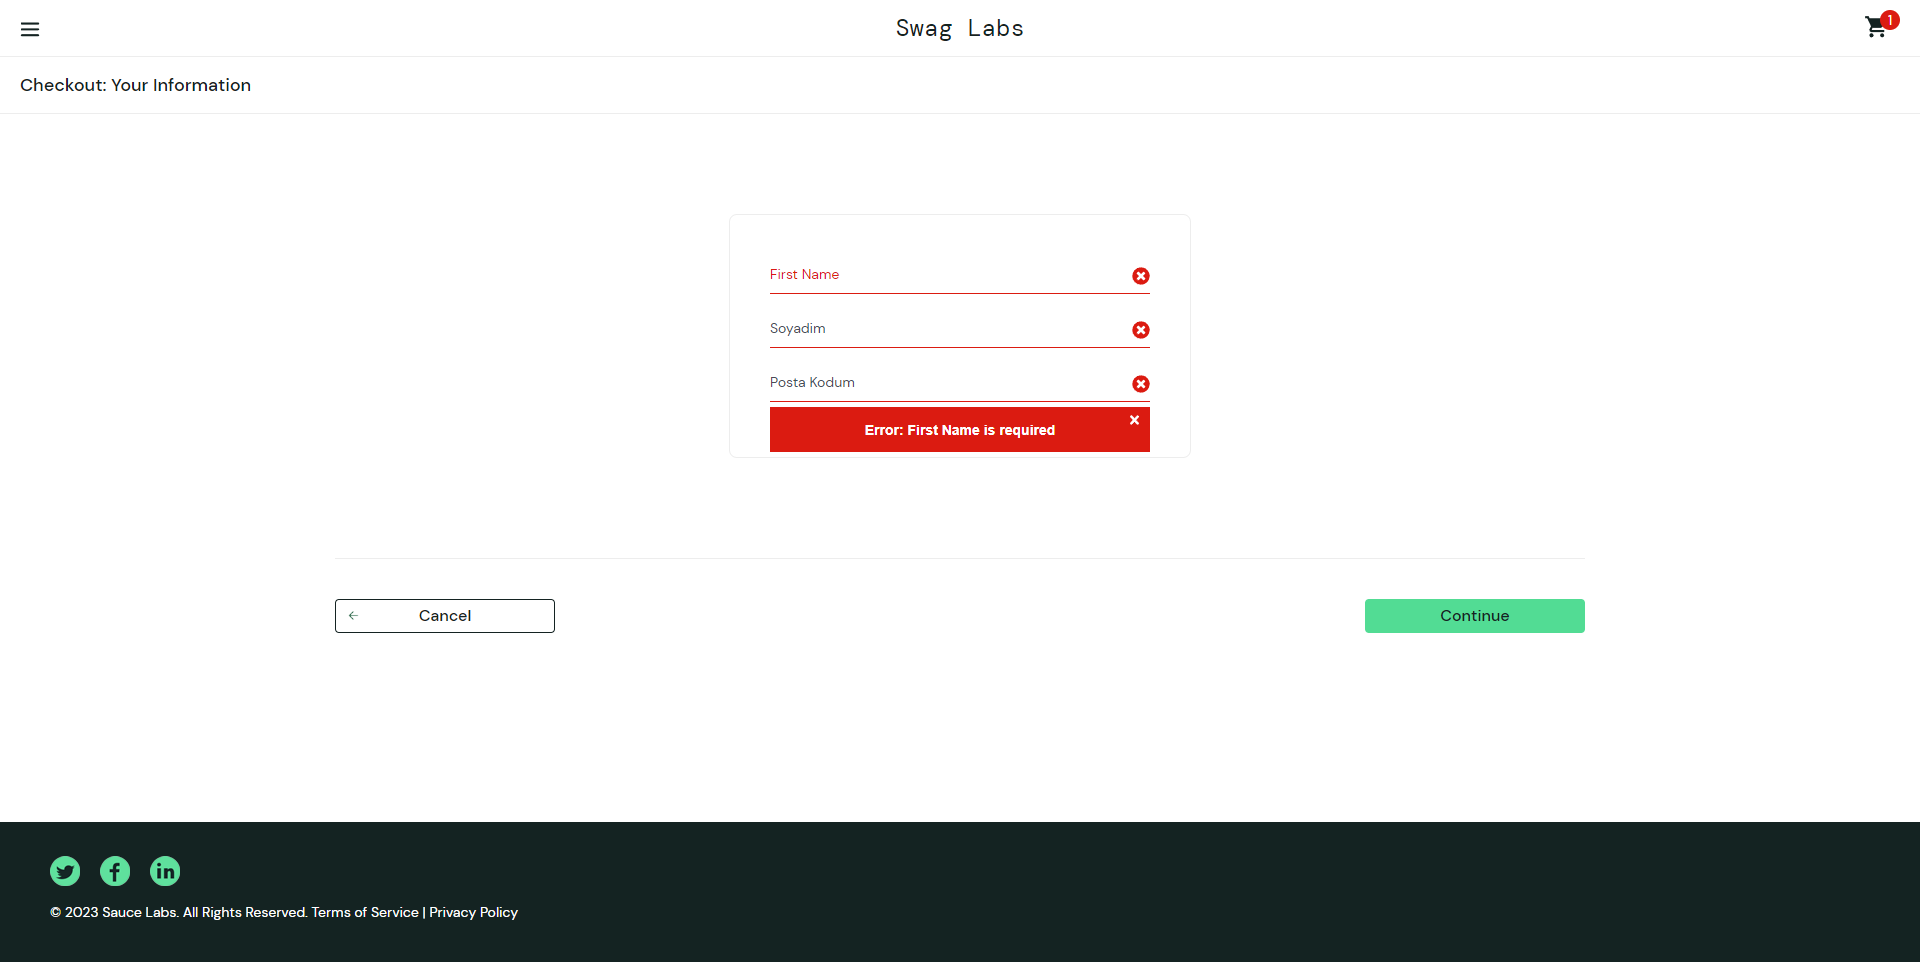 Swag Labs
1
Checkout: Your Information
First Name
Soyadim
Posta Kodum
Error: First Name is required
Cancel
Continue
© 2023 Sauce Labs. All Rights Reserved. Terms of Service | Privacy Policy